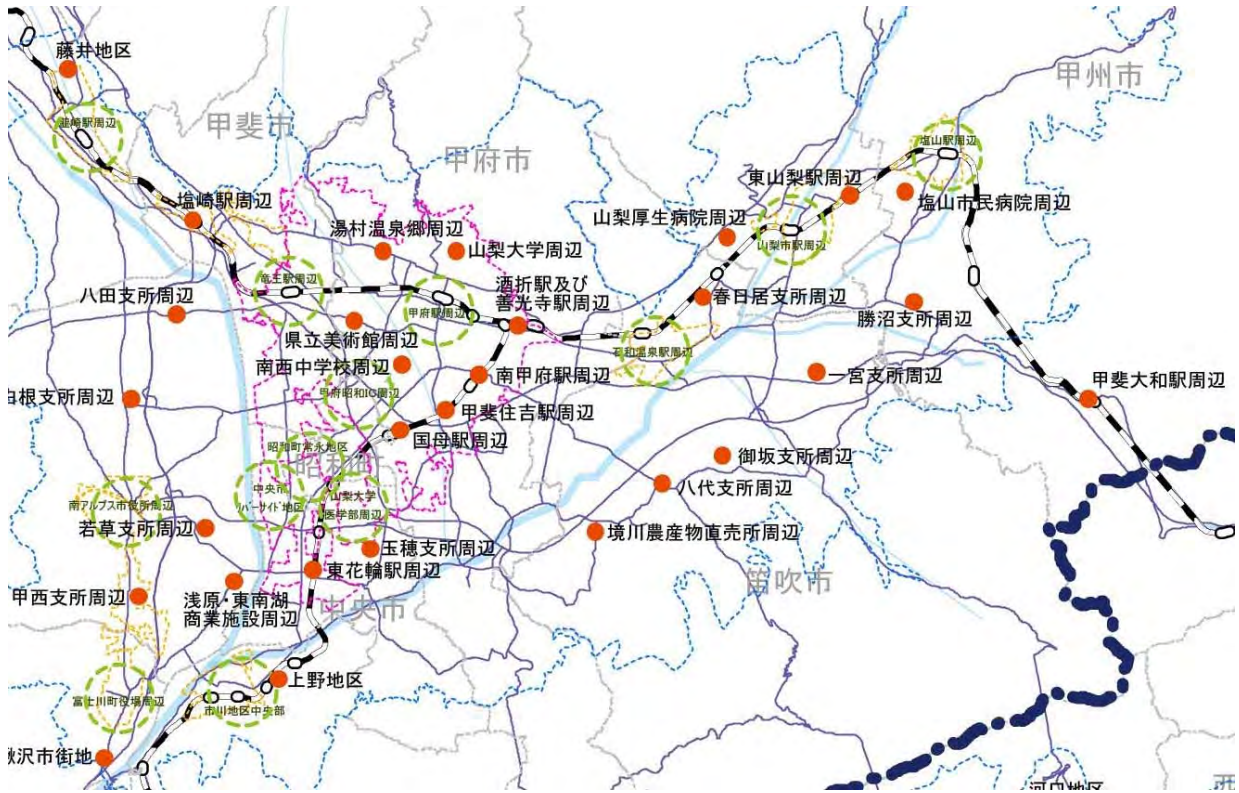 藤井地区
甲州市
韮崎駅周辺
甲斐市
塩山駅周辺
甲府市
東山梨駅周辺
塩山市民病院周辺
塩崎駅周辺
山梨厚生病院周辺
湯村温泉郷周辺
山梨大学周辺
山梨市駅周辺
竜王駅周辺
酒折駅及び
善光寺駅周辺
八田支所周辺
春日居支所周辺
甲府駅周辺
勝沼支所周辺
県立美術館周辺
石和温泉駅周辺
南西中学校周辺
南甲府駅周辺
一宮支所周辺
甲斐大和駅周辺
甲府昭和IC周辺
白根支所周辺
甲斐住吉駅周辺
国母駅周辺
昭和町常永地区
昭和町
御坂支所周辺
八代支所周辺
中央市
リバーサイド地区
山梨大学
医学部周辺
南アルプス市役所周辺
若草支所周辺
境川農産物直売所周辺
玉穂支所周辺
東花輪駅周辺
笛吹市
甲西支所周辺
浅原・東南湖
商業施設周辺
中央市
上野地区
富士川町役場周辺
市川地区中央部
鰍沢市街地
河口地区